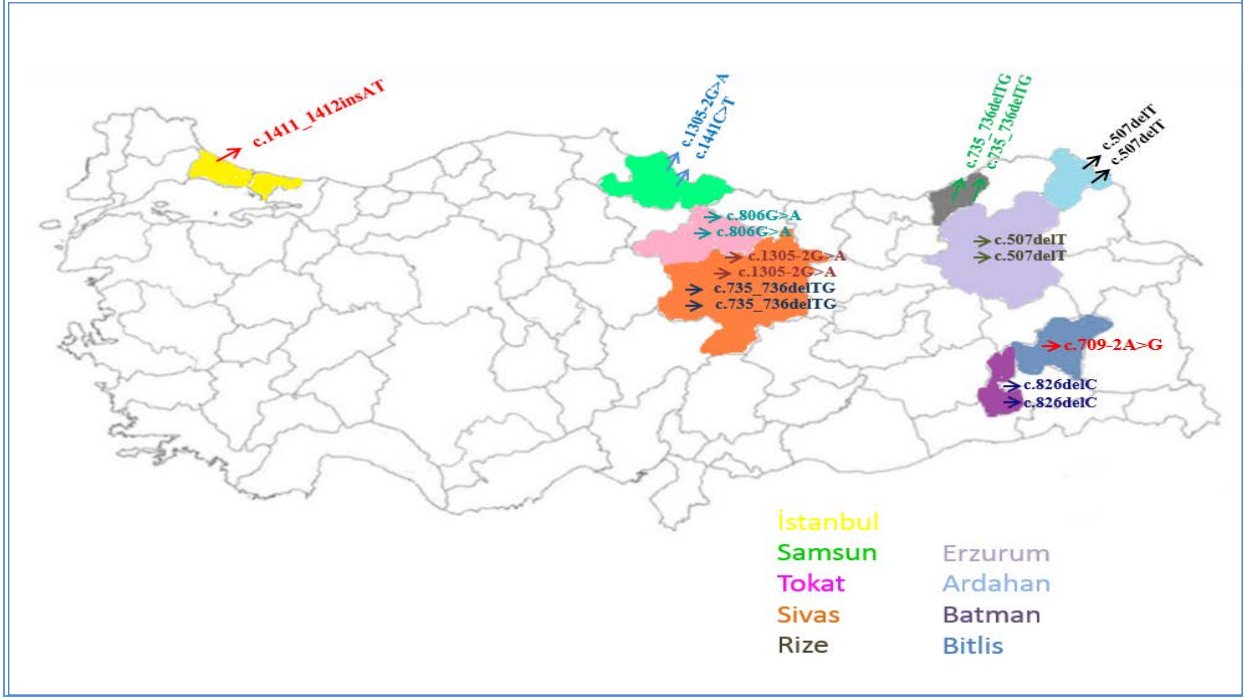 c.1411_1412insAT
c.1305-2G>A
c.1441C>T
c.735_736delTG
c.735_736delTG
c.507delT
c.507delT
c.806G>A
c.806G>A
c.1305-2G>A
c.1305-2G>A
c.735_736delTG
c.735_736delTG
c.507delT
c.507delT
c.709-2A>G
c.826delC
c.826delC
İstanbul
Samsun
Tokat
Sivas
Rize
Erzurum
Ardahan
Batman
Bitlis